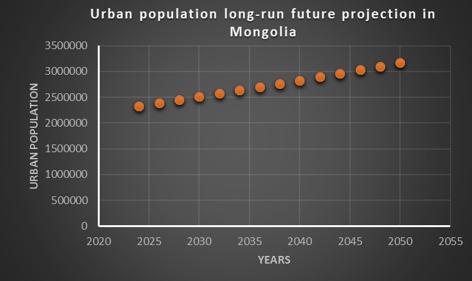 Urban population long-run future projection in
Mongolia
3500000
3000000
2500000
2000000
1500000
1000000
500000
0
URBAN POPULATION
2020 2025 2030 2035 2040 2045 2050 2055
YEARS